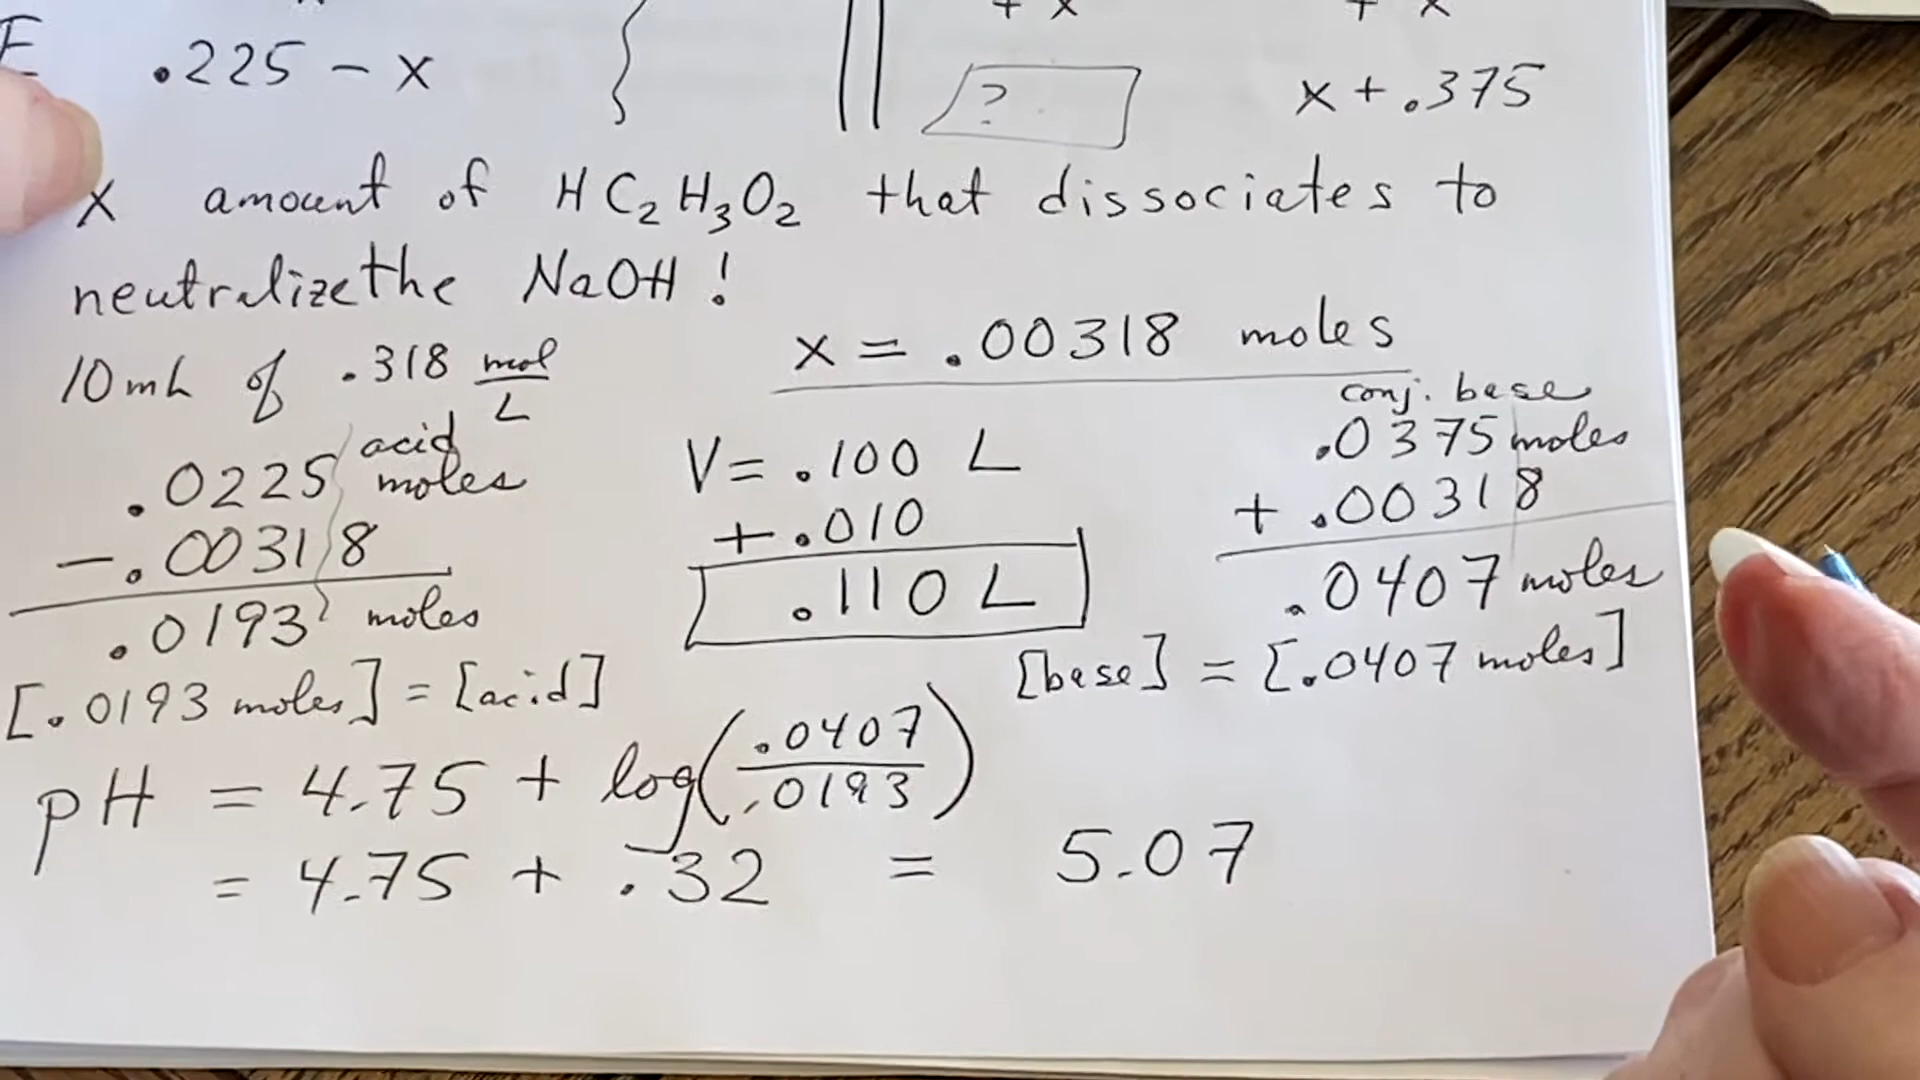 E .225 - x + x + x
? x + .375
x amount of HC₂H₃O₂ that dissociates to
neutralize the NaOH!
10 mL of .318 mol/L
x = .00318 moles
.0225 acid moles
- .00318
.0193 moles
V = .100 L
+ .010
.110 L
conj. base
.0375 moles
+ .00318
.0407 moles
[.0193 moles] = [acid]
[base] = [.0407 moles]
pH = 4.75 + log(.0407/.0193)
= 4.75 + .32 = 5.07